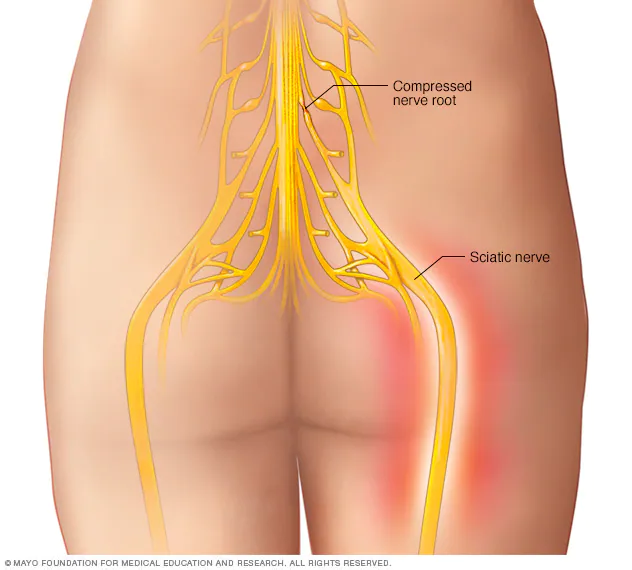 Compressed
nerve root
Sciatic nerve
© MAYO FOUNDATION FOR MEDICAL EDUCATION AND RESEARCH. ALL RIGHTS RESERVED.